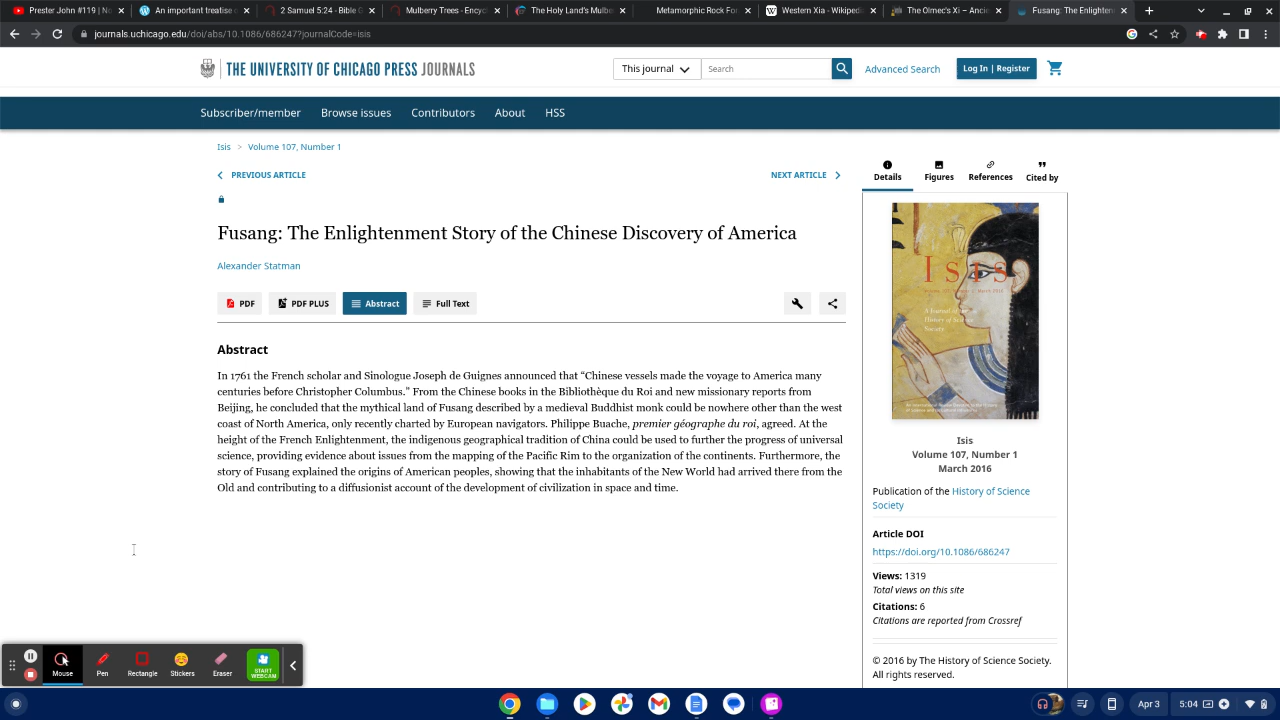 Prester John #119 | No
An important treatise o
2 Samuel 5:24 - Bible G
Mulberry Trees - Encyc
The Holy Land's Mulbe
Metamorphic Rock For
Western Xia - Wikiped
The Olmec's Xi – Ancie
Fusang: The Enlighten
journals.uchicago.edu/doi/abs/10.1086/686247?journalCode=isis
THE UNIVERSITY OF CHICAGO PRESS JOURNALS
This journal
Search
Advanced Search
Log In | Register
Subscriber/member
Browse issues
Contributors
About
HSS
Isis > Volume 107, Number 1
PREVIOUS ARTICLE
NEXT ARTICLE
Fusang: The Enlightenment Story of the Chinese Discovery of America
Alexander Statman
PDF
PDF PLUS
Abstract
Full Text
Abstract
In 1761 the French scholar and Sinologue Joseph de Guignes announced that “Chinese vessels made the voyage to America many
centuries before Christopher Columbus.” From the Chinese books in the Bibliothèque du Roi and new missionary reports from
Beijing, he concluded that the mythical land of Fusang described by a medieval Buddhist monk could be nowhere other than the west
coast of North America, only recently charted by European navigators. Philippe Buache, premier géographe du roi, agreed. At the
height of the French Enlightenment, the indigenous geographical tradition of China could be used to further the progress of universal
science, providing evidence about issues from the mapping of the Pacific Rim to the organization of the continents. Furthermore, the
story of Fusang explained the origins of American peoples, showing that the inhabitants of the New World had arrived there from the
Old and contributing to a diffusionist account of the development of civilization in space and time.
Details
Figures
References
Cited by
Isis
A Journal of the
History of Science
Society
Isis
Volume 107, Number 1
March 2016
Publication of the History of Science
Society
Article DOI
https://doi.org/10.1086/686247
Views: 1319
Total views on this site
Citations: 6
Citations are reported from Crossref
© 2016 by The History of Science Society.
All rights reserved.
Mouse
Pen
Rectangle
Stickers
Eraser
START
WEBCAM
Apr 3
5:04